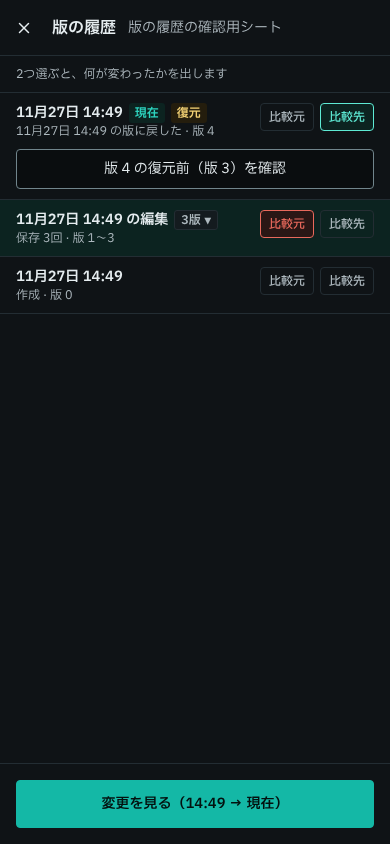 × 版の履歴 版の履歴の確認用シート
2つ選ぶと、何が変わったかを出します
11月27日 14:49 現在 復元 比較元 比較先
11月27日 14:49 の版に戻した · 版 4
版 4 の復元前（版 3）を確認
11月27日 14:49 の編集 3版 ▾ 比較元 比較先
保存 3回 · 版 1〜3
11月27日 14:49 比較元 比較先
作成 · 版 0
変更を見る（14:49 → 現在）